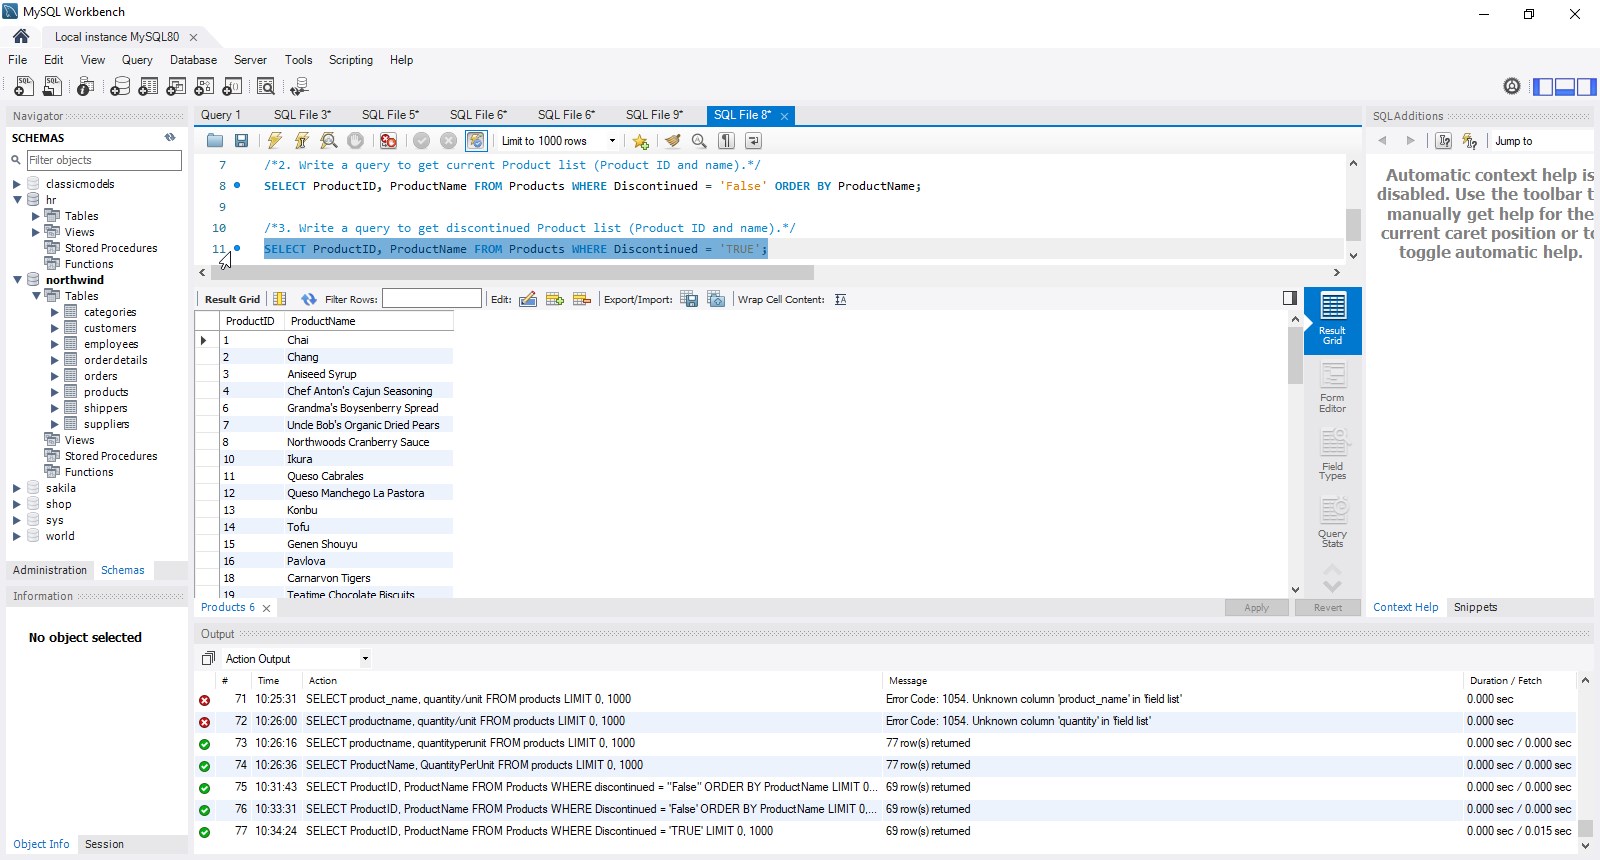 MySQL Workbench
Local instance MySQL80
File Edit View Query Database Server Tools Scripting Help
Navigator
SCHEMAS
Filter objects
classicmodels
hr
Tables
Views
Stored Procedures
Functions
northwind
Tables
categories
customers
employees
orderdetails
orders
products
shippers
suppliers
Views
Stored Procedures
Functions
sakila
shop
sys
world
Administration Schemas
Information
No object selected
Object Info Session
Query 1 SQL File 3* SQL File 5* SQL File 6* SQL File 6* SQL File 9* SQL File 8*
Limit to 1000 rows
7 /*2. Write a query to get current Product list (Product ID and name).*/
8 SELECT ProductID, ProductName FROM Products WHERE Discontinued = 'False' ORDER BY ProductName;
9
10 /*3. Write a query to get discontinued Product list (Product ID and name).*/
11 SELECT ProductID, ProductName FROM Products WHERE Discontinued = 'TRUE';
Result Grid Filter Rows: Edit: Export/Import: Wrap Cell Content:
ProductID ProductName
1 Chai
2 Chang
3 Aniseed Syrup
4 Chef Anton's Cajun Seasoning
6 Grandma's Boysenberry Spread
7 Uncle Bob's Organic Dried Pears
8 Northwoods Cranberry Sauce
10 Ikura
11 Queso Cabrales
12 Queso Manchego La Pastora
13 Konbu
14 Tofu
15 Genen Shouyu
16 Pavlova
18 Carnarvon Tigers
19 Teatime Chocolate Biscuits
Result
Grid
Form
Editor
Field
Types
Query
Stats
Products 6
Apply Revert
SQLAdditions
Jump to
Automatic context help is
disabled. Use the toolbar t
manually get help for the
current caret position or to
toggle automatic help.
Context Help Snippets
Output
Action Output
# Time Action Message Duration / Fetch
71 10:25:31 SELECT product_name, quantity/unit FROM products LIMIT 0, 1000 Error Code: 1054. Unknown column 'product_name' in 'field list' 0.000 sec
72 10:26:00 SELECT productname, quantity/unit FROM products LIMIT 0, 1000 Error Code: 1054. Unknown column 'quantity' in 'field list' 0.000 sec
73 10:26:16 SELECT productname, quantityperunit FROM products LIMIT 0, 1000 77 row(s) returned 0.000 sec / 0.000 sec
74 10:26:36 SELECT ProductName, QuantityPerUnit FROM products LIMIT 0, 1000 77 row(s) returned 0.000 sec / 0.000 sec
75 10:31:43 SELECT ProductID, ProductName FROM Products WHERE discontinued = "False" ORDER BY ProductName LIMIT 0... 69 row(s) returned 0.000 sec / 0.000 sec
76 10:33:31 SELECT ProductID, ProductName FROM Products WHERE Discontinued = 'False' ORDER BY ProductName LIMIT 0,... 69 row(s) returned 0.000 sec / 0.000 sec
77 10:34:24 SELECT ProductID, ProductName FROM Products WHERE Discontinued = 'TRUE' LIMIT 0, 1000 69 row(s) returned 0.000 sec / 0.015 sec